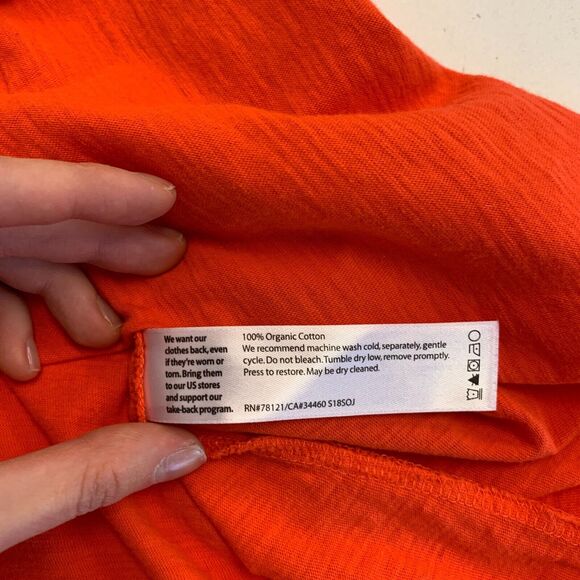 We want our
clothes back, even
if they're worn or
torn. Bring them
to our US stores
and support our
take-back program.
100% Organic Cotton
We recommend machine wash cold, separately, gentle
cycle. Do not bleach. Tumble dry low, remove promptly.
Press to restore. May be dry cleaned.
RN#78121/CA#34460 S18SOJ